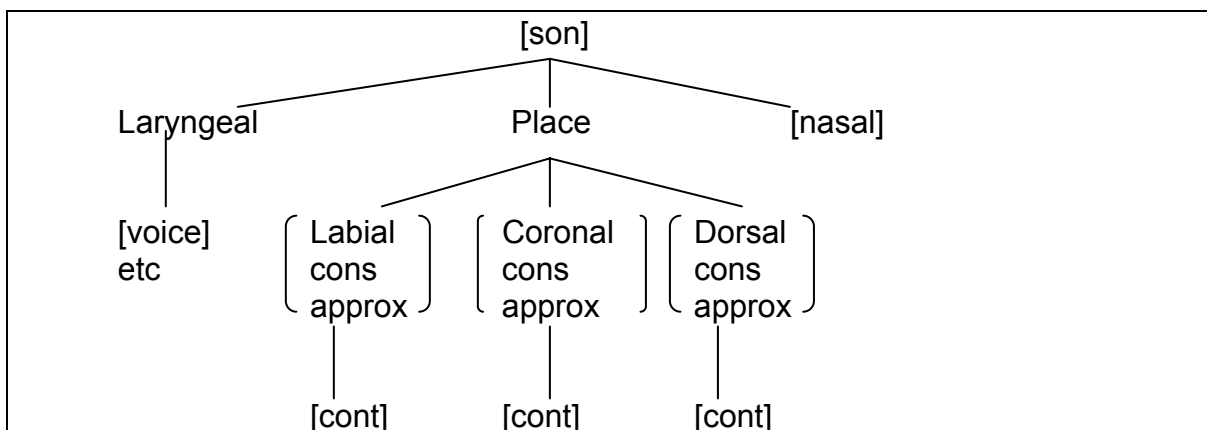 [son]
Laryngeal Place [nasal]
[voice] Labial Coronal Dorsal
etc cons cons cons
approx approx approx
[cont] [cont] [cont]